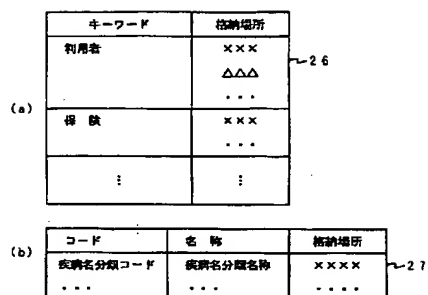 キーワード 格納場所
利用者 ××× 26
△△△
・・・
(a)
保 険 ×××
・・・
⋮ ⋮
(b)
コード 名 称 格納場所
疾病名分類コード 疾病名分類名称 ×××× 27
・・・ ・・・ ・・・・